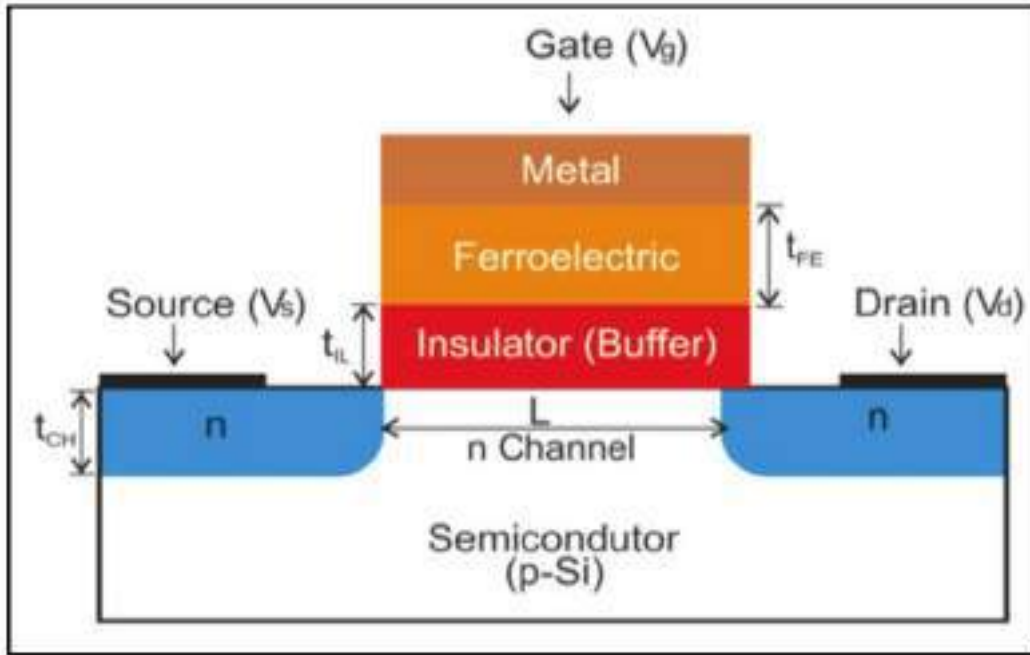 Gate (Vg)
Metal
Ferroelectric
tFE
Source (Vs)
Drain (Vd)
tIL
Insulator (Buffer)
tCH
n
L
n
n Channel
Semicondutor
(p-Si)